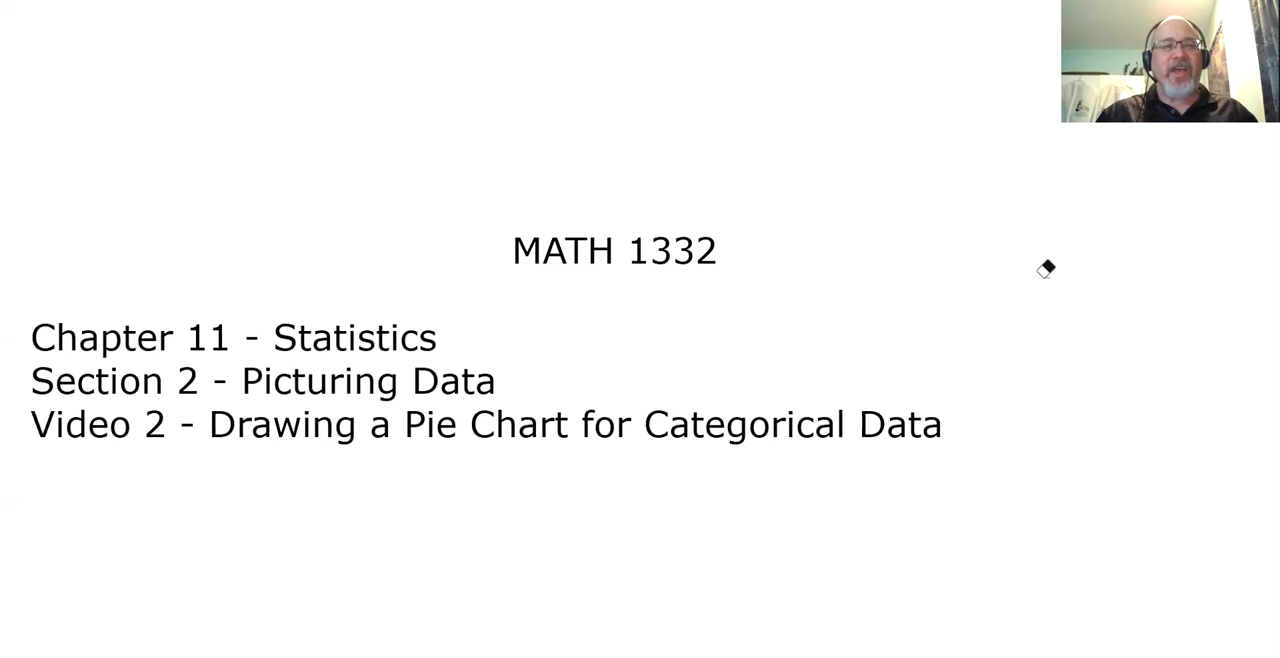 MATH 1332
Chapter 11 - Statistics
Section 2 - Picturing Data
Video 2 - Drawing a Pie Chart for Categorical Data